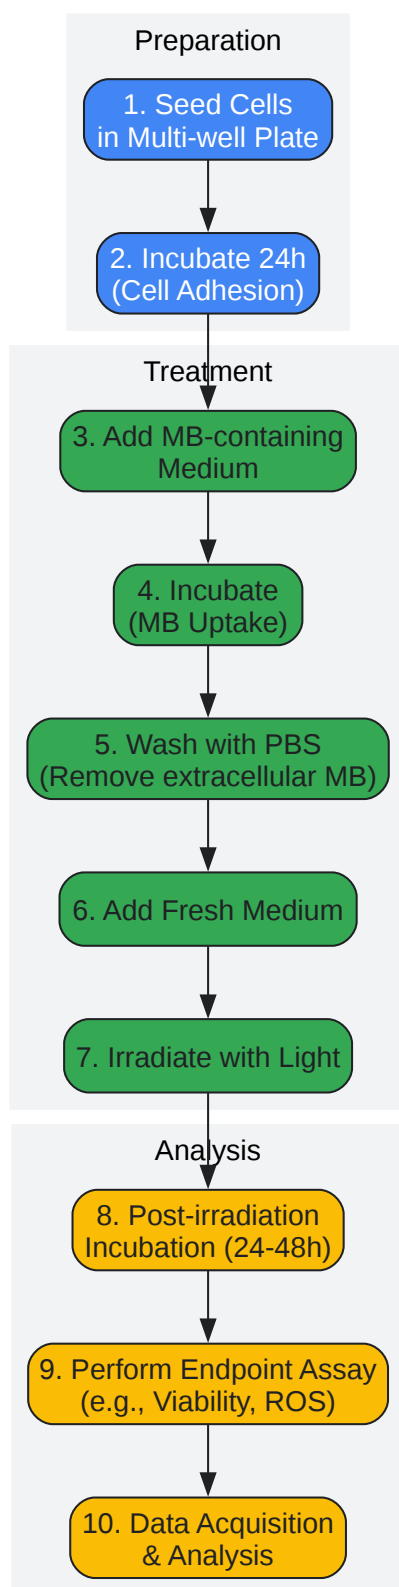 Preparation
1. Seed Cells
in Multi-well Plate
2. Incubate 24h
(Cell Adhesion)
Treatment
3. Add MB-containing
Medium
4. Incubate
(MB Uptake)
5. Wash with PBS
(Remove extracellular MB)
6. Add Fresh Medium
7. Irradiate with Light
Analysis
8. Post-irradiation
Incubation (24-48h)
9. Perform Endpoint Assay
(e.g., Viability, ROS)
10. Data Acquisition
& Analysis